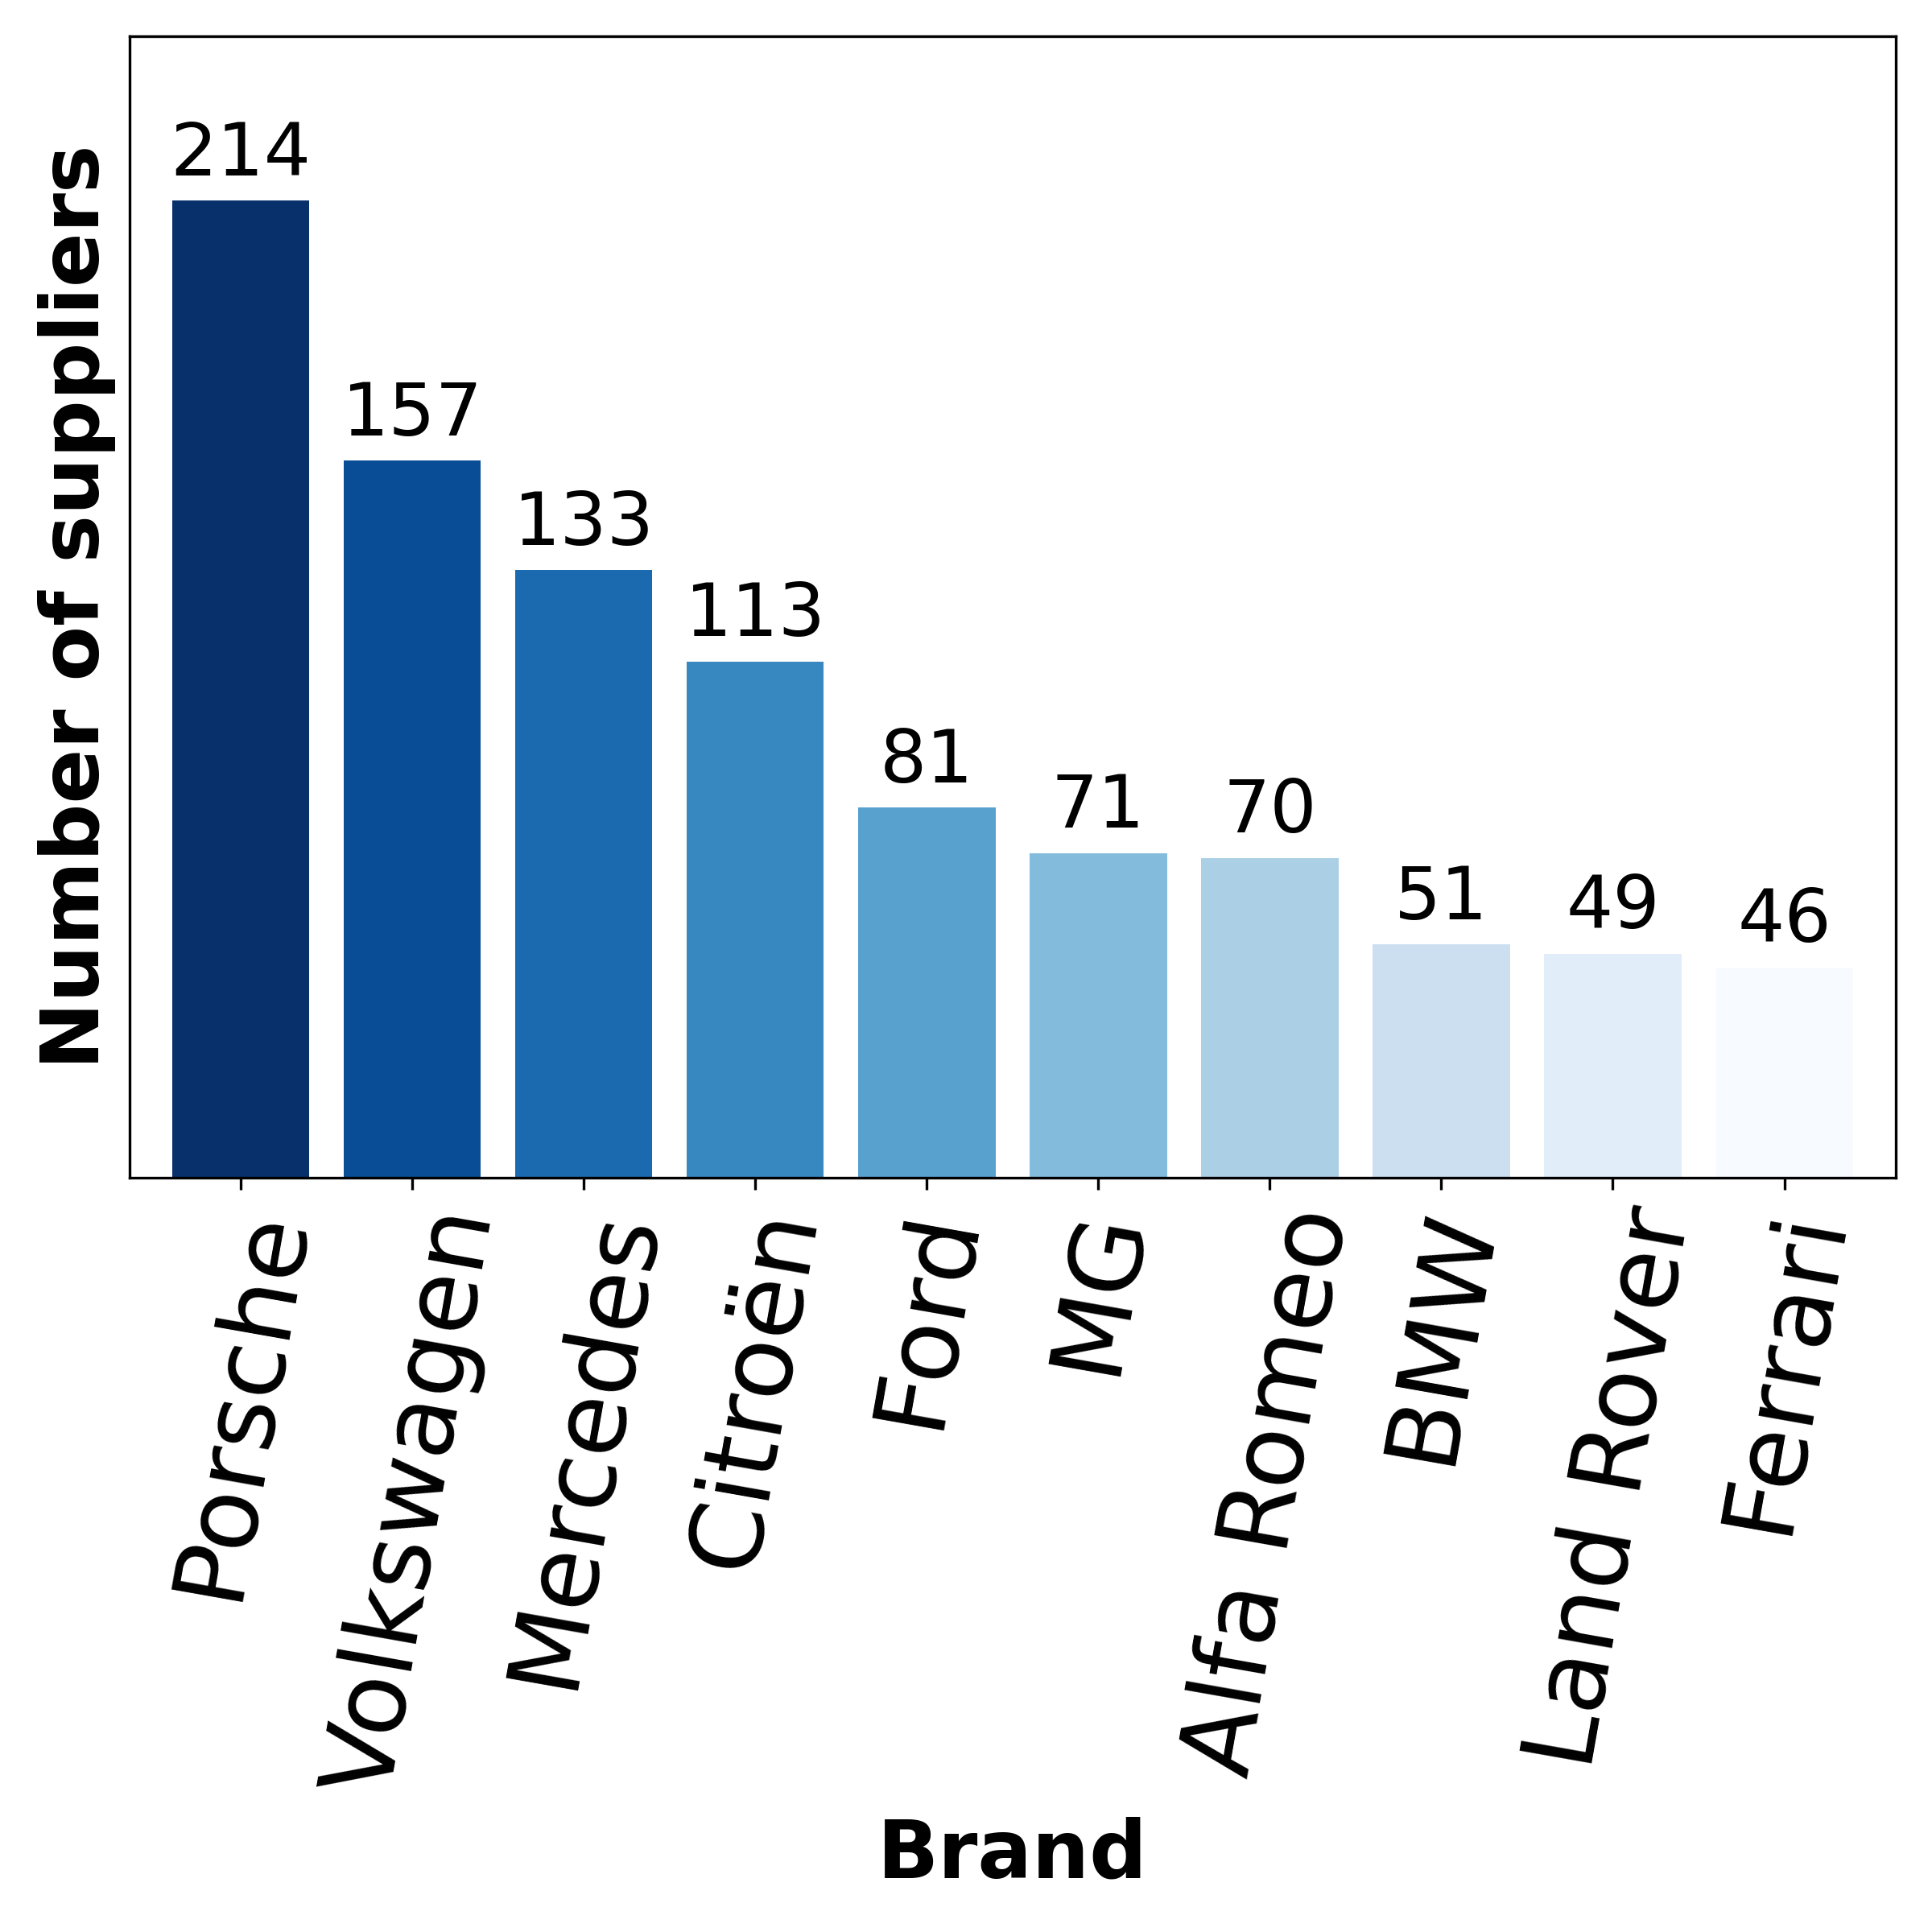 Number of suppliers
214
157
133
113
81
71
70
51
49
46
Porsche
Volkswagen
Mercedes
Citroën
Ford
MG
Alfa Romeo
BMW
Land Rover
Ferrari
Brand